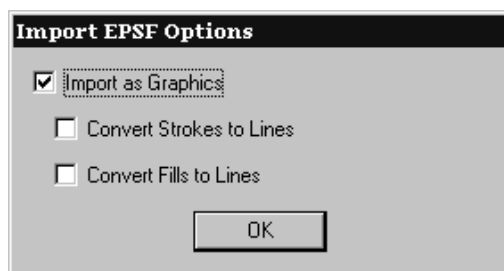 Import EPSF Options
Import as Graphics
Convert Strokes to Lines
Convert Fills to Lines
OK